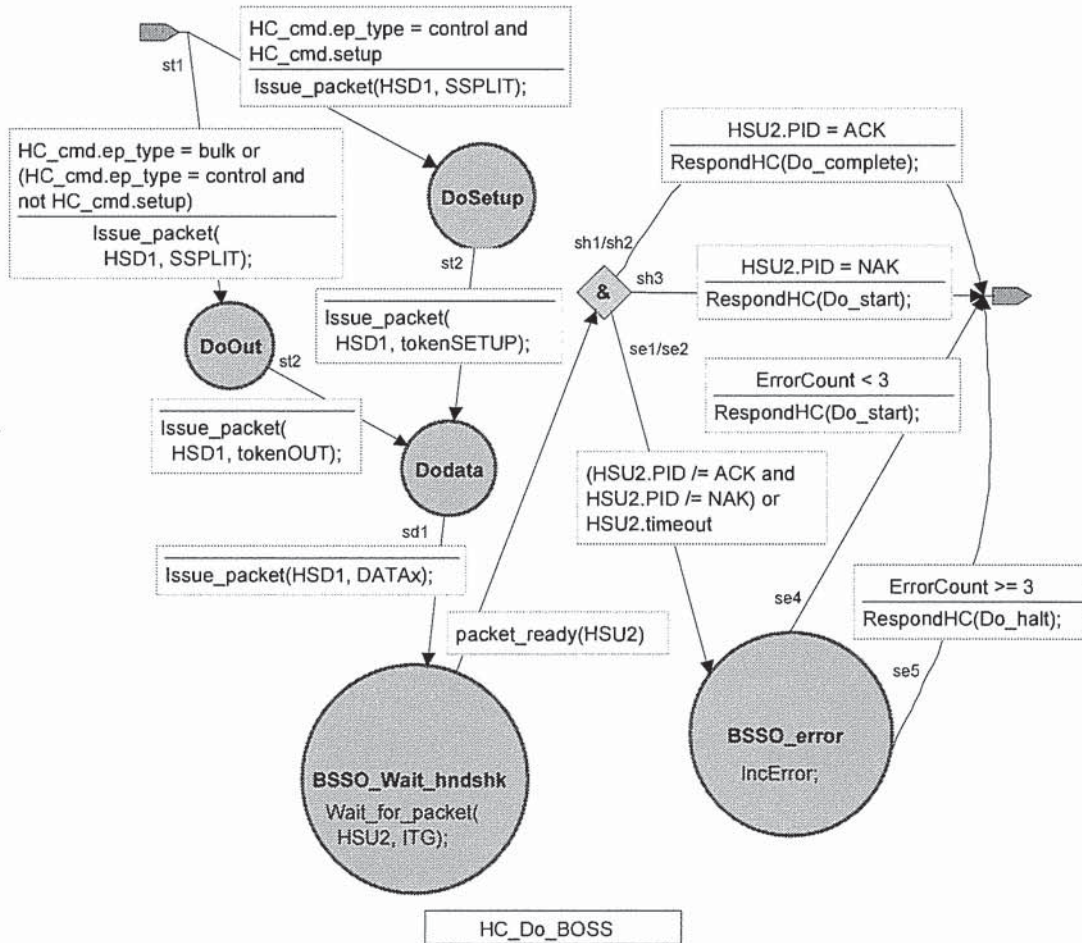 HC_cmd.ep_type = control and
HC_cmd.setup
Issue_packet(HSD1, SSPLIT);
st1
HC_cmd.ep_type = bulk or
(HC_cmd.ep_type = control and
not HC_cmd.setup)
Issue_packet(
HSD1, SSPLIT);
DoSetup
st2
Issue_packet(
HSD1, tokenSETUP);
DoOut
st2
Issue_packet(
HSD1, tokenOUT);
Dodata
sd1
Issue_packet(HSD1, DATAx);
packet_ready(HSU2)
BSSO_Wait_hndshk
Wait_for_packet(
HSU2, ITG);
&
sh1/sh2
HSU2.PID = ACK
RespondHC(Do_complete);
sh3
HSU2.PID = NAK
RespondHC(Do_start);
se1/se2
(HSU2.PID /= ACK and
HSU2.PID /= NAK) or
HSU2.timeout
ErrorCount < 3
RespondHC(Do_start);
se4
ErrorCount >= 3
RespondHC(Do_halt);
se5
BSSO_error
IncError;
HC_Do_BOSS